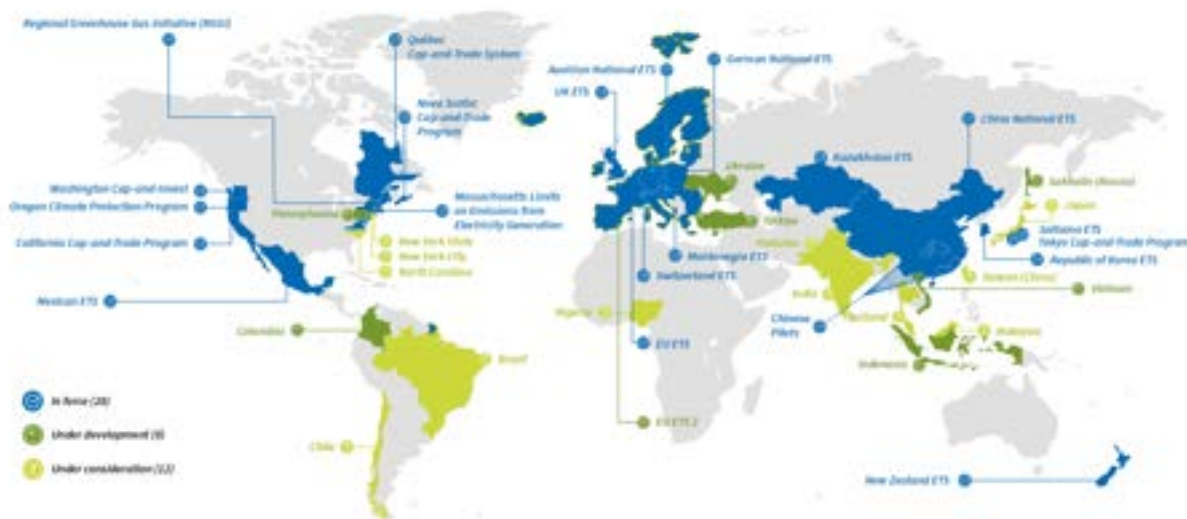 Regional Greenhouse Gas Initiative (RGGI)
Québec
Cap-and-Trade System
Nova Scotia
Cap-and-Trade
Program
Washington Cap-and-Invest
Oregon Climate Protection Program
California Cap-and-Trade Program
Mexican ETS
Pennsylvania
Massachusetts Limits
on Emissions from
Electricity Generation
New York State
New York City
North Carolina
Colombia
Brazil
Chile
Austrian National ETS
German National ETS
UK ETS
Ukraine
Türkiye
Montenegro ETS
Switzerland ETS
Nigeria
EU ETS
EU ETS 2
Kazakhstan ETS
China National ETS
Sakhalin (Russia)
Japan
Saitama ETS
Tokyo Cap-and-Trade Program
Republic of Korea ETS
Pakistan
India
Taiwan (China)
Vietnam
Chinese
Pilots
Thailand
Malaysia
Indonesia
New Zealand ETS
In force (28)
Under development (9)
Under consideration (12)